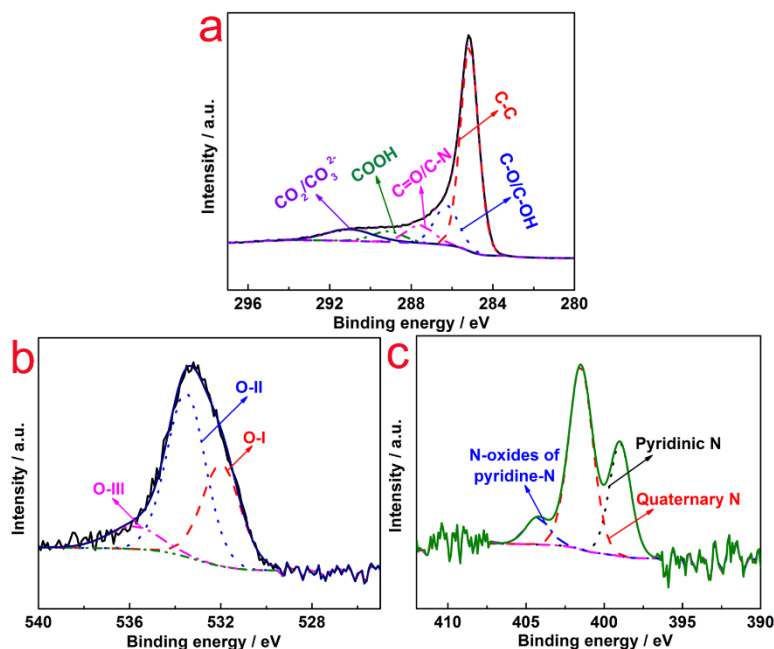 a
Intensity / a.u.
CO2/CO3 2-
COOH
C=O/C-N
C-C
C-O/C-OH
296 292 288 284 280
Binding energy / eV
b
Intensity / a.u.
O-II
O-I
O-III
540 536 532 528
Binding energy / eV
c
Intensity / a.u.
N-oxides of
pyridine-N
Pyridinic N
Quaternary N
410 405 400 395 390
Binding energy / eV